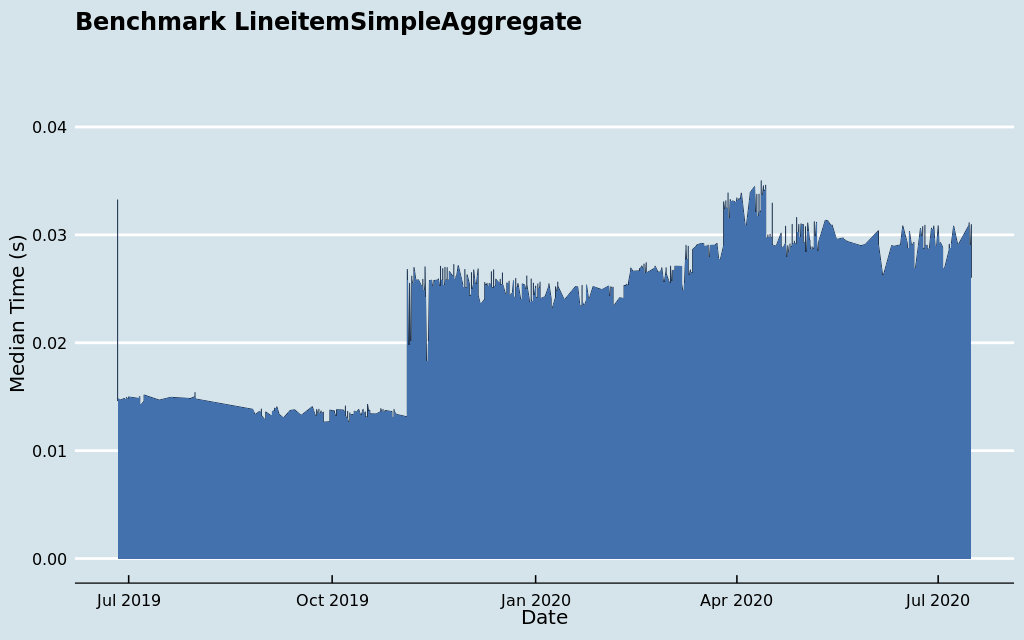 Benchmark LineitemSimpleAggregate
Median Time (s)
0.04
0.03
0.02
0.01
0.00
Jul 2019 Oct 2019 Jan 2020 Apr 2020 Jul 2020
Date